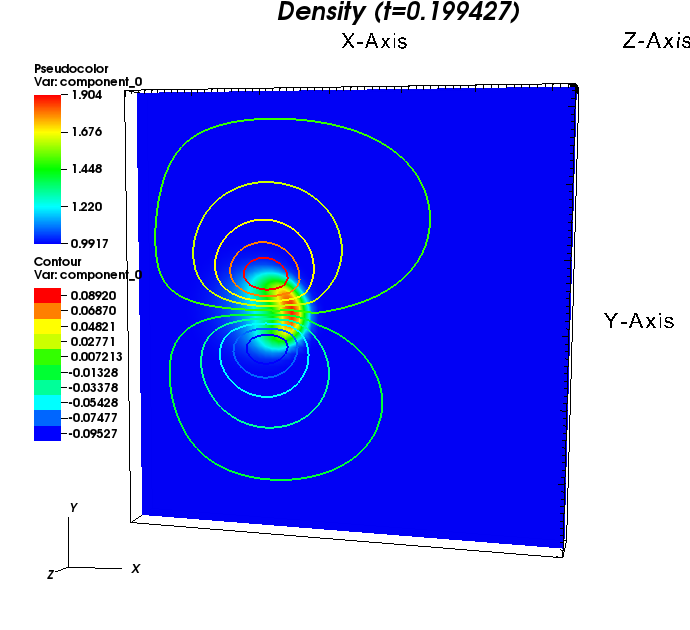 Density (t=0.199427)
X-Axis
Z-Axis
Pseudocolor
Var: component_0
1.904
1.676
1.448
1.220
0.9917
Contour
Var: component_0
0.08920
0.06870
0.04821
0.02771
0.007213
-0.01328
-0.03378
-0.05428
-0.07477
-0.09527
Y-Axis
Y
Z
X